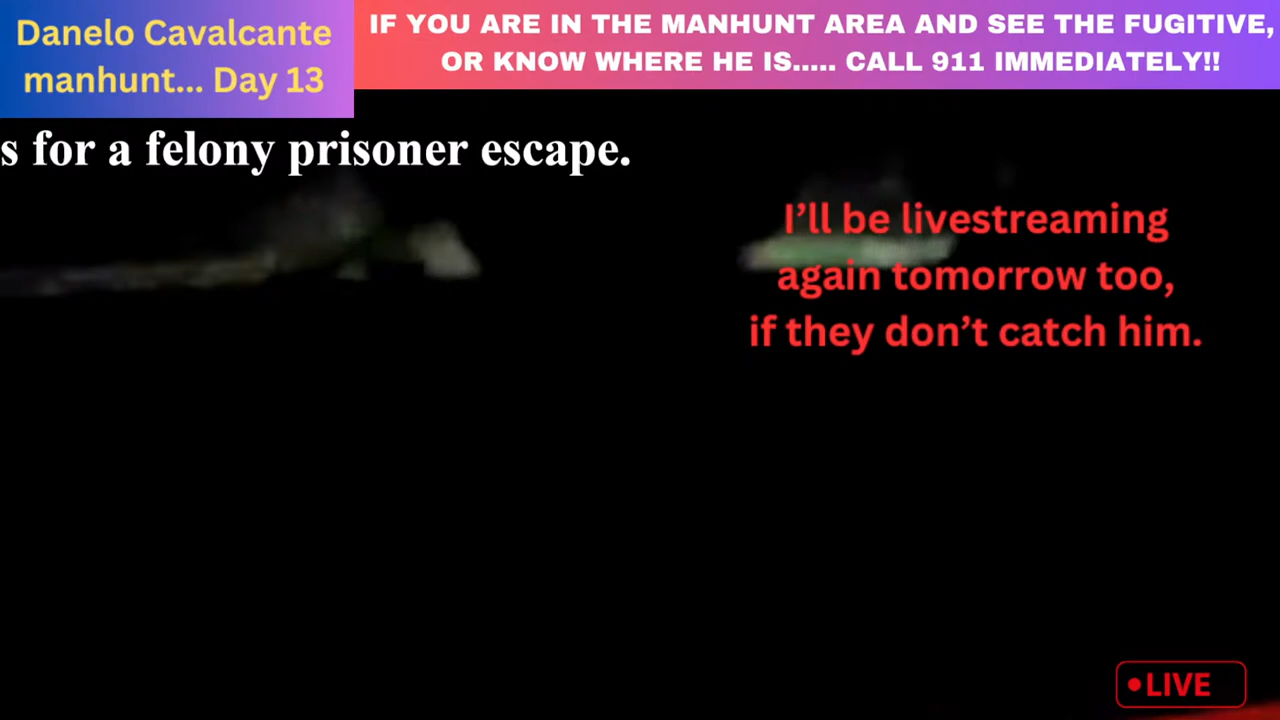 Danelo Cavalcante
manhunt... Day 13
IF YOU ARE IN THE MANHUNT AREA AND SEE THE FUGITIVE,
OR KNOW WHERE HE IS..... CALL 911 IMMEDIATELY!!
s for a felony prisoner escape.
I’ll be livestreaming
again tomorrow too,
if they don’t catch him.
LIVE